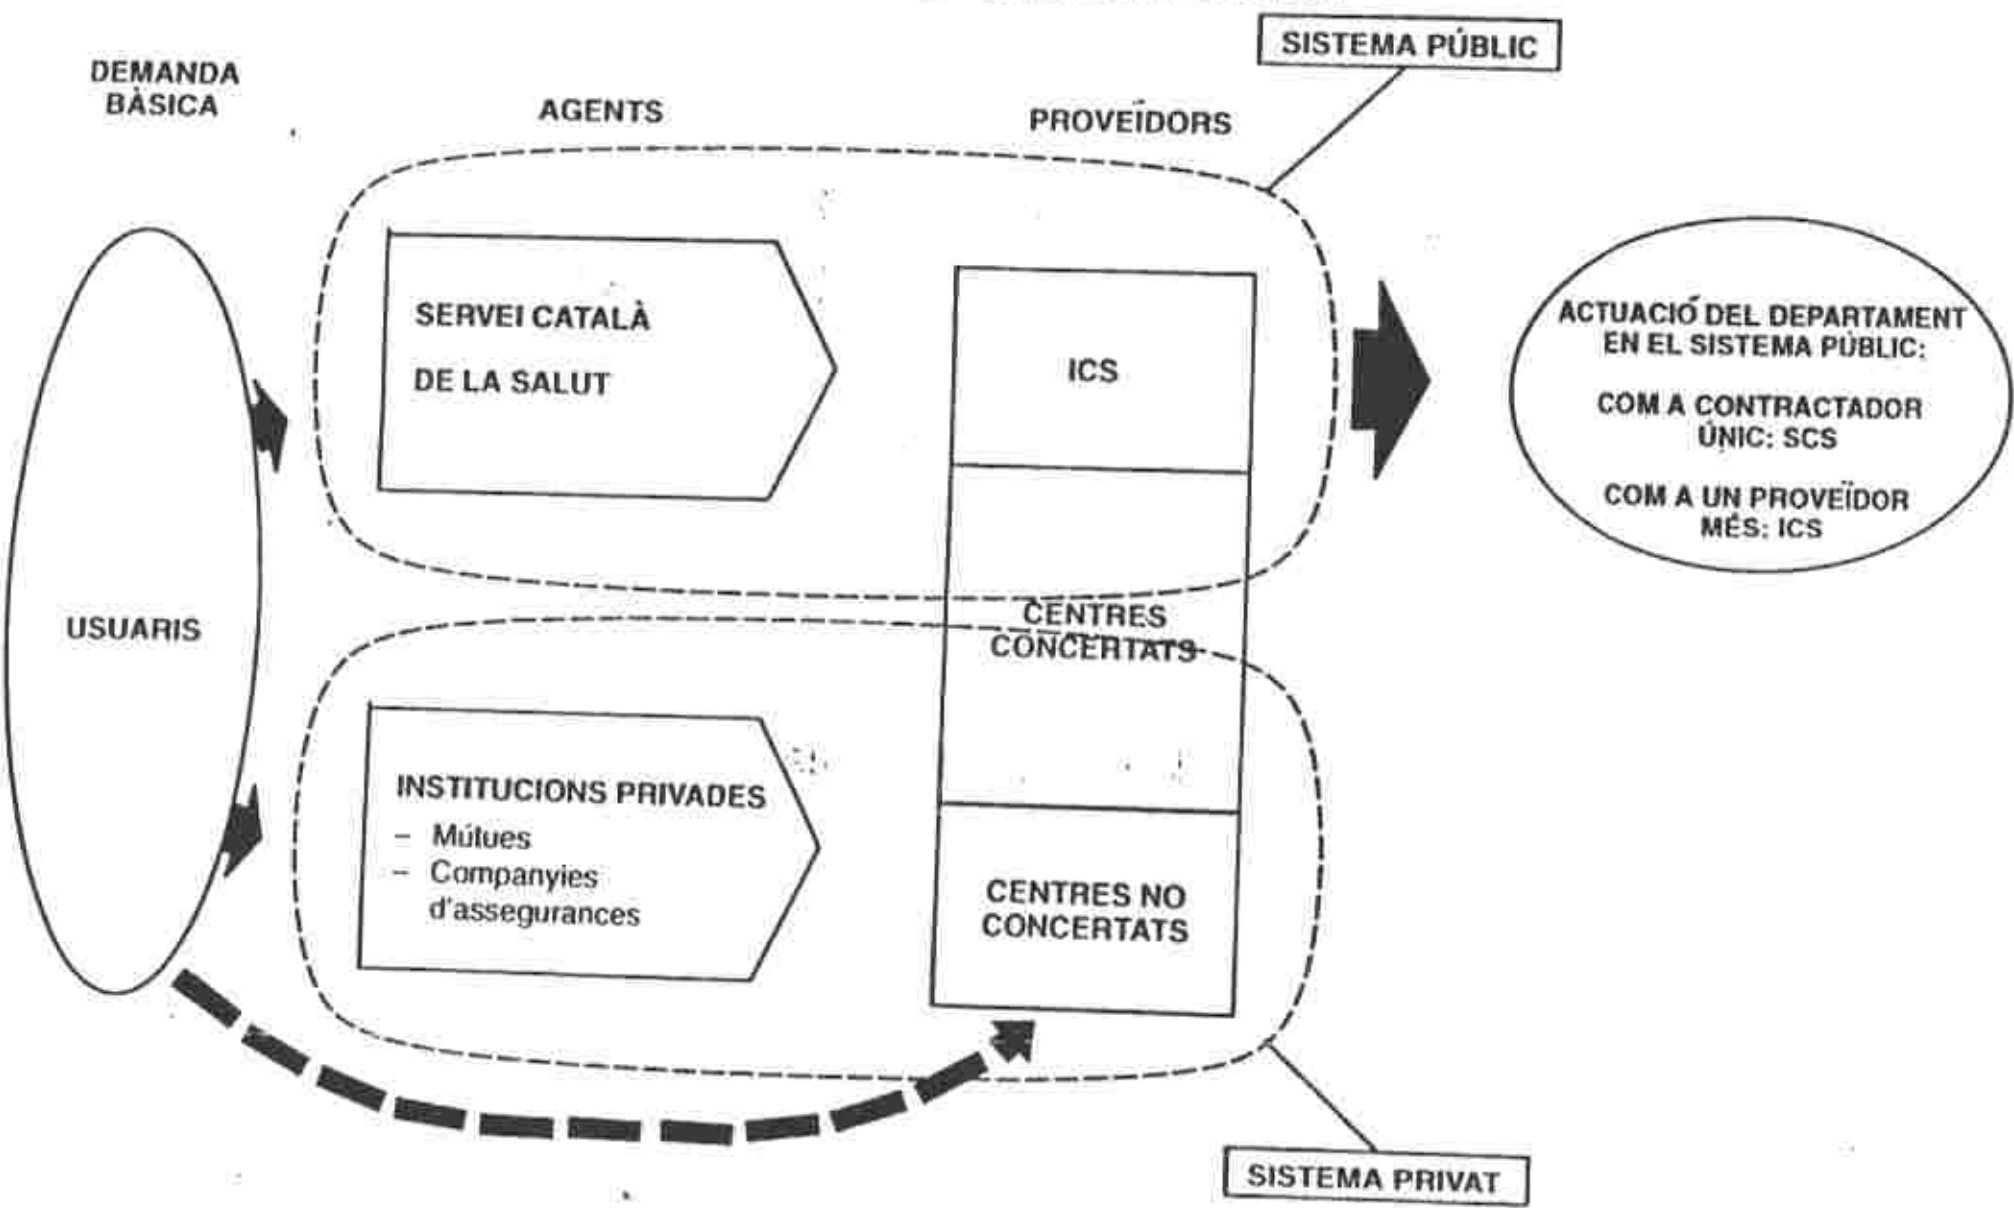 SISTEMA PÚBLIC
DEMANDA
BÀSICA
AGENTS
PROVEÏDORS
SERVEI CATALÀ
DE LA SALUT
ICS
ACTUACIÓ DEL DEPARTAMENT
EN EL SISTEMA PÚBLIC:
COM A CONTRACTADOR
ÚNIC: SCS
COM A UN PROVEÏDOR
MÉS: ICS
USUARIS
CENTRES
CONCERTATS
INSTITUCIONS PRIVADES
– Mútues
– Companyies
d'assegurances
CENTRES NO
CONCERTATS
SISTEMA PRIVAT